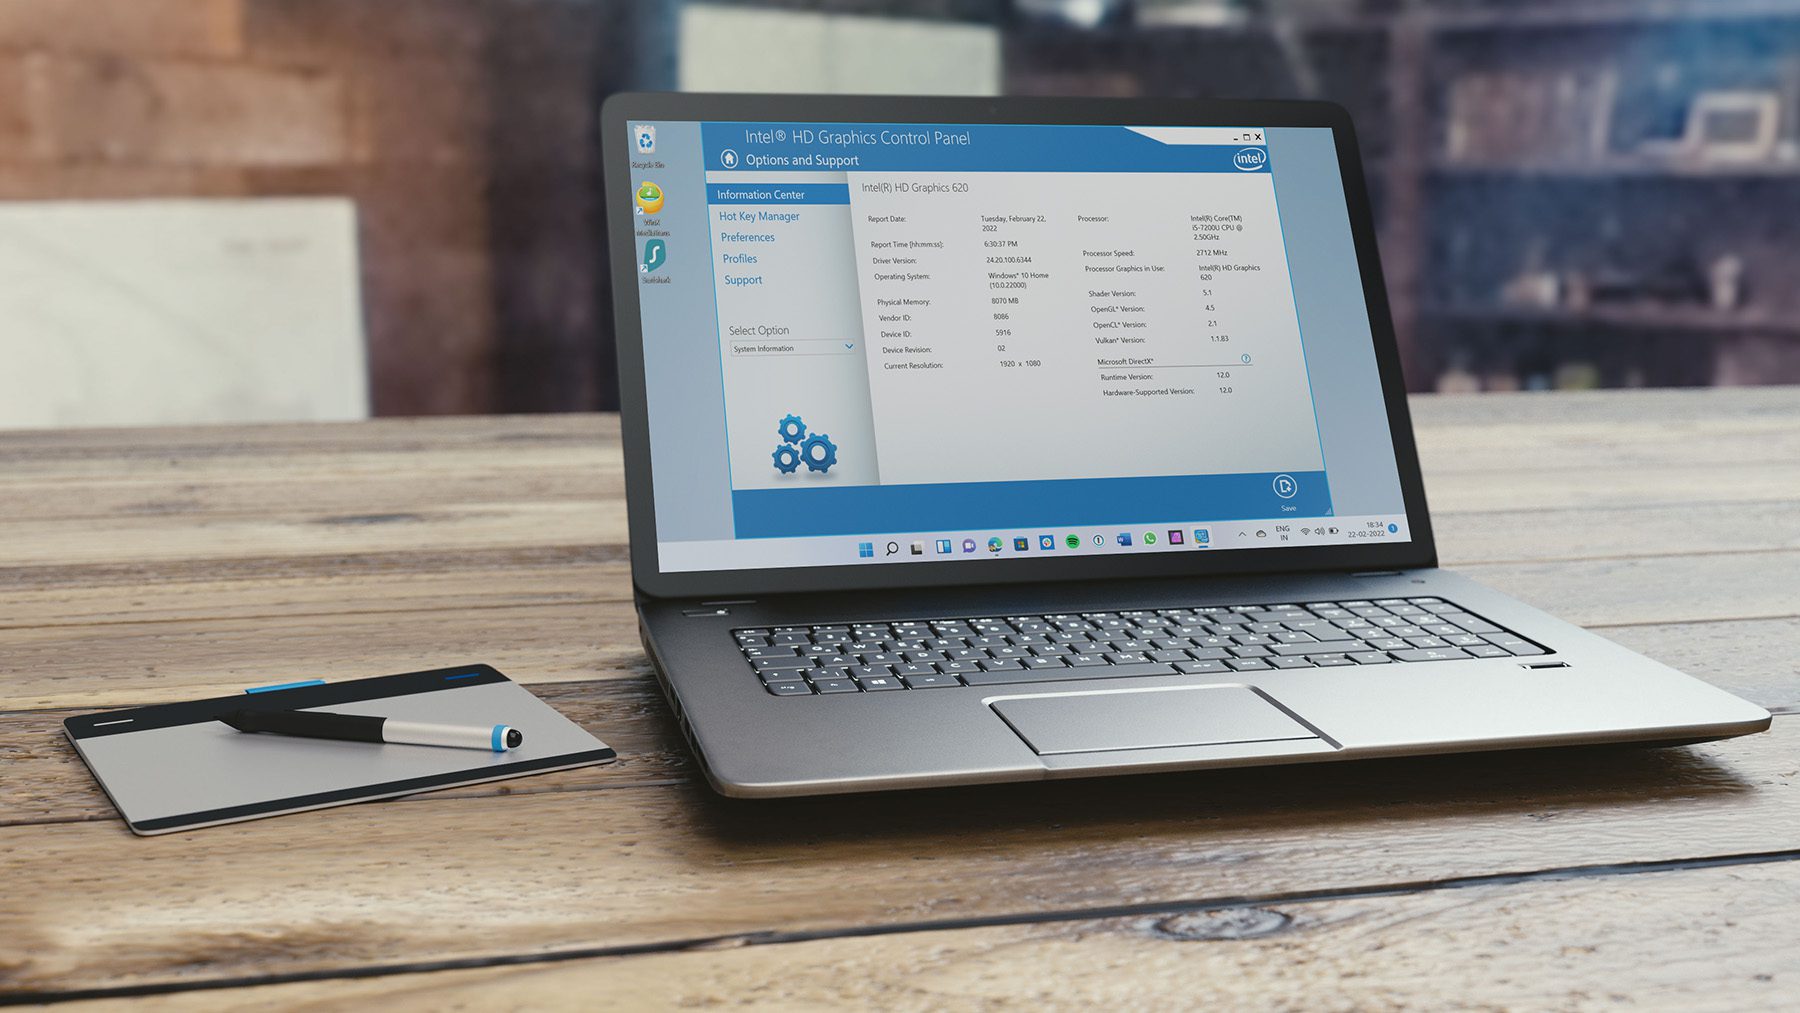 Intel® HD Graphics Control Panel
Options and Support
intel
Recycle Bin
Surfshark
Information Center
Hot Key Manager
Preferences
Profiles
Support
Select Option
System Information
Intel(R) HD Graphics 620
Report Date: Tuesday, February 22,
2022
Report Time [hh:mm:ss]: 6:30:37 PM
Driver Version: 24.20.100.6344
Operating System: Windows* 10 Home
(10.0.22000)
Physical Memory: 8070 MB
Vendor ID: 8086
Device ID: 5916
Device Revision: 02
Current Resolution: 1920 x 1080
Processor: Intel(R) Core(TM)
i5-7200U CPU @
2.50GHz
Processor Speed: 2712 MHz
Processor Graphics in Use: Intel(R) HD Graphics
620
Shader Version: 5.1
OpenGL* Version: 4.5
OpenCL* Version: 2.1
Vulkan* Version: 1.1.83
Microsoft DirectX*
?
Runtime Version: 12.0
Hardware-Supported Version: 12.0
Save
ENG
IN
18:34
22-02-2022
1